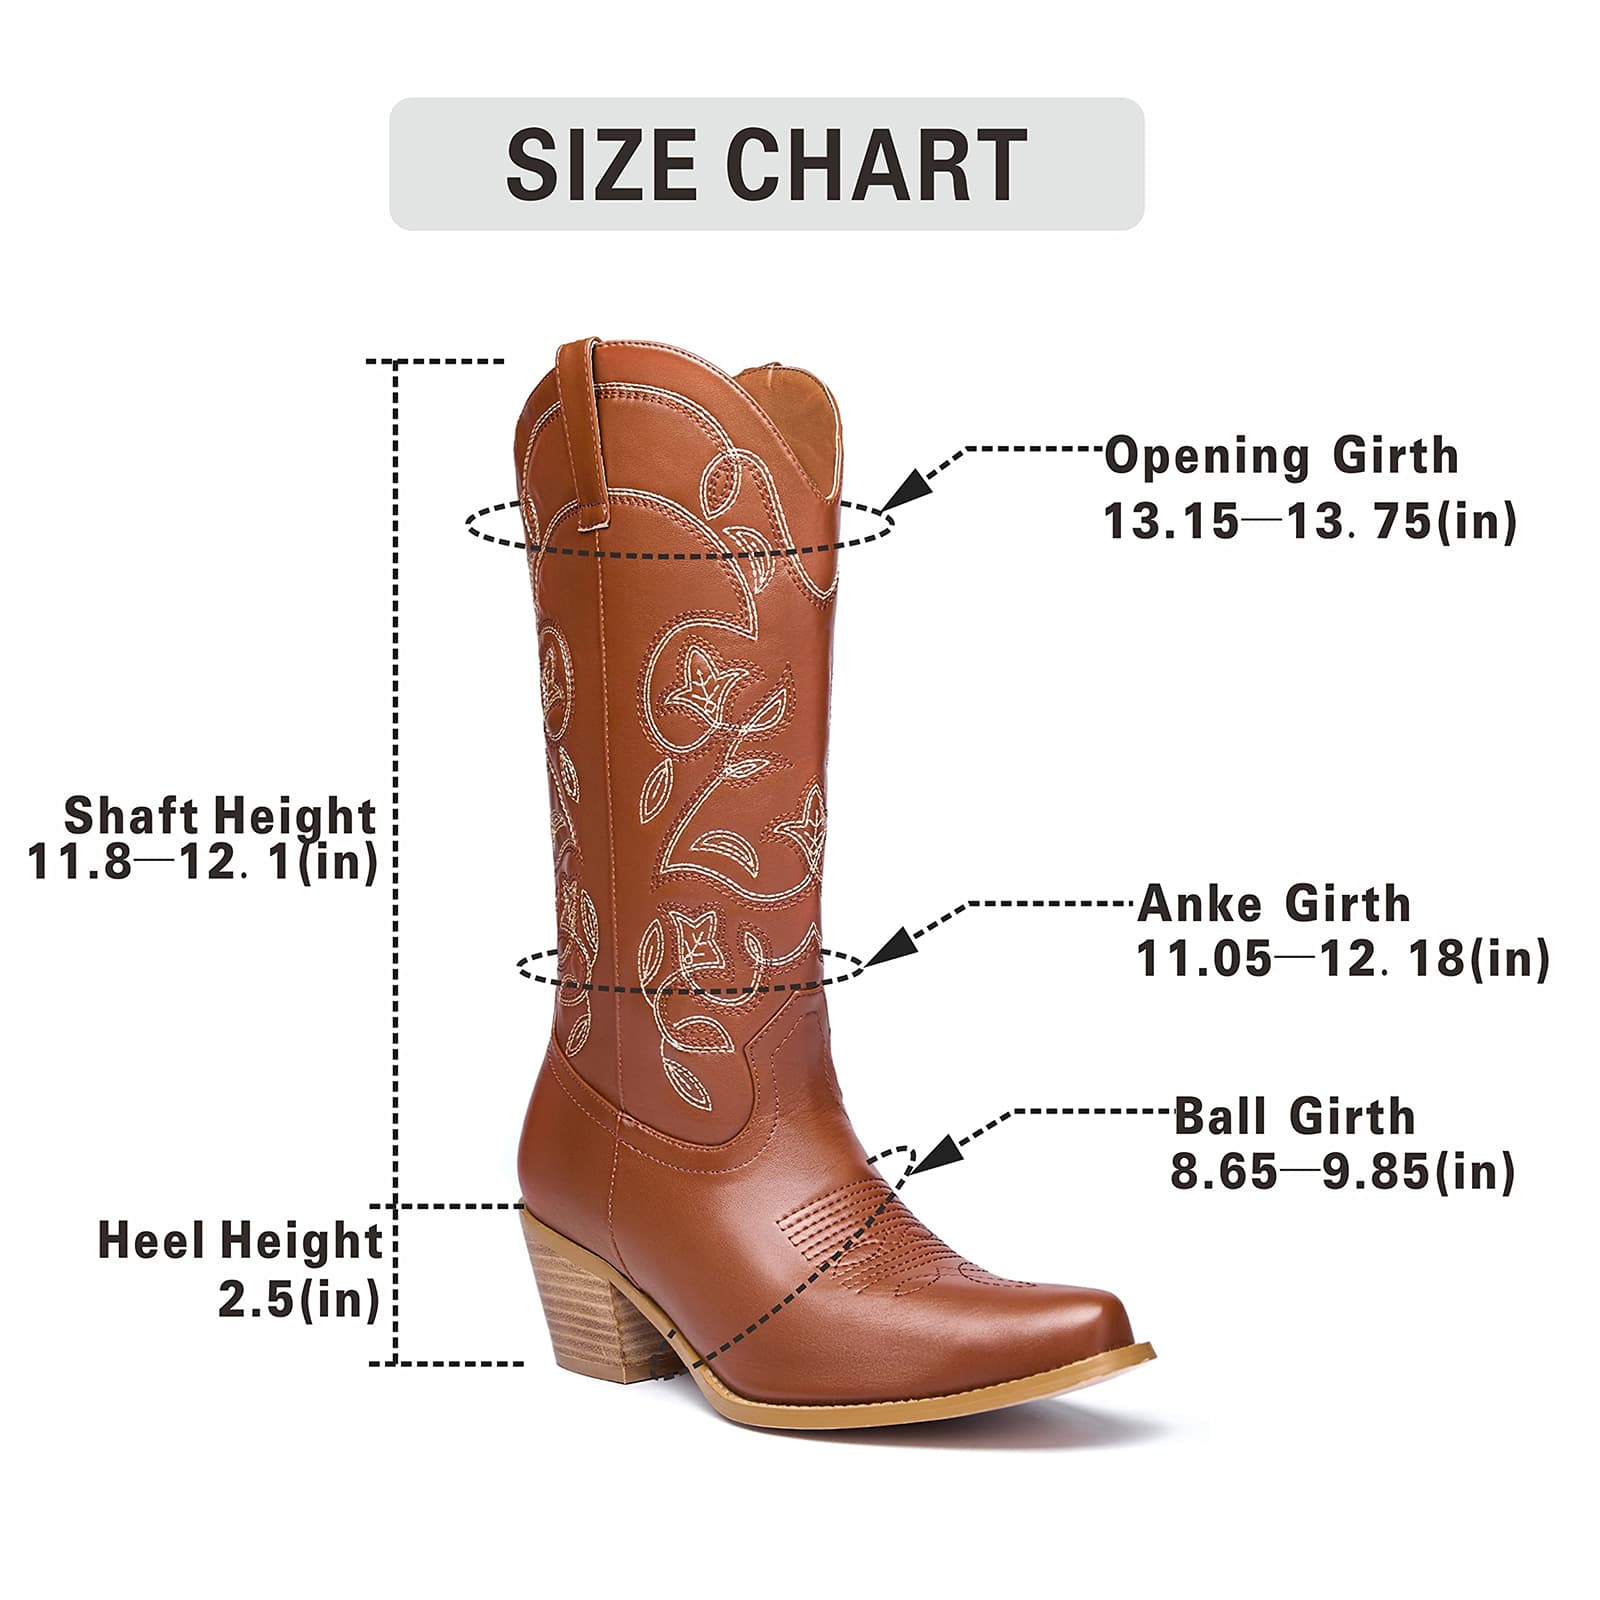 SIZE CHART
Opening Girth
13.15—13. 75(in)
Shaft Height
11.8—12. 1(in)
Anke Girth
11.05—12. 18(in)
Ball Girth
8.65—9.85(in)
Heel Height
2.5(in)